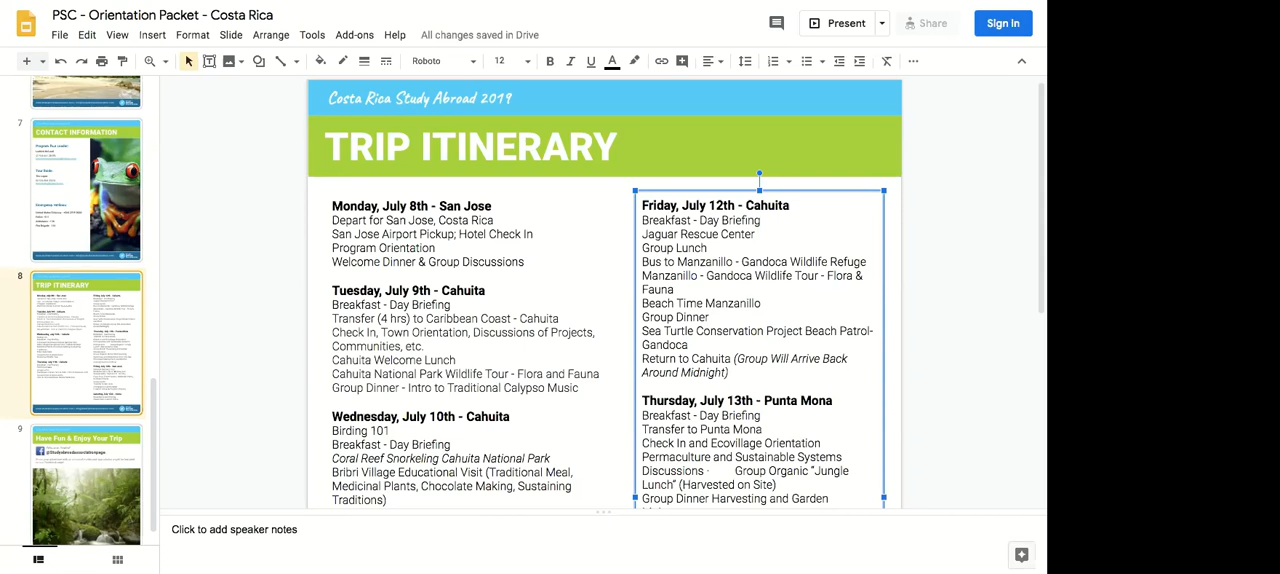 PSC - Orientation Packet - Costa Rica
File Edit View Insert Format Slide Arrange Tools Add-ons Help All changes saved in Drive
Present
Share
Sign in
Roboto
12
7
CONTACT INFORMATION
8
TRIP ITINERARY
9
Have Fun & Enjoy Your Trip
Costa Rica Study Abroad 2019
TRIP ITINERARY
Monday, July 8th - San Jose
Depart for San Jose, Costa Rica
San Jose Airport Pickup; Hotel Check In
Program Orientation
Welcome Dinner & Group Discussions
Tuesday, July 9th - Cahuita
Breakfast - Day Briefing
Transfer (4 hrs) to Caribbean Coast - Cahuita
Check In, Town Orientation, Discussions of Projects,
Communities, etc.
Cahuita Welcome Lunch
Cahuita National Park Wildlife Tour - Flora and Fauna
Group Dinner - Intro to Traditional Calypso Music
Wednesday, July 10th - Cahuita
Birding 101
Breakfast - Day Briefing
Coral Reef Snorkeling Cahuita National Park
Bribri Village Educational Visit (Traditional Meal,
Medicinal Plants, Chocolate Making, Sustaining
Traditions)
Friday, July 12th - Cahuita
Breakfast - Day Briefing
Jaguar Rescue Center
Group Lunch
Bus to Manzanillo - Gandoca Wildlife Refuge
Manzanillo - Gandoca Wildlife Tour - Flora &
Fauna
Beach Time Manzanillo
Group Dinner
Sea Turtle Conservation Project Beach Patrol-
Gandoca
Return to Cahuita (Group Will Arrive Back
Around Midnight)
Thursday, July 13th - Punta Mona
Breakfast - Day Briefing
Transfer to Punta Mona
Check In and Ecovillage Orientation
Permaculture and Sustainable Systems
Discussions · Group Organic “Jungle
Lunch” (Harvested on Site)
Group Dinner Harvesting and Garden
Click to add speaker notes